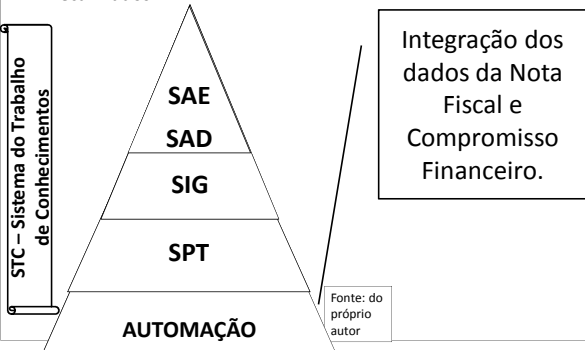 STC – Sistema do Trabalho
de Conhecimentos
SAE
SAD
SIG
SPT
AUTOMAÇÃO
Integração dos
dados da Nota
Fiscal e
Compromisso
Financeiro.
Fonte: do
próprio
autor